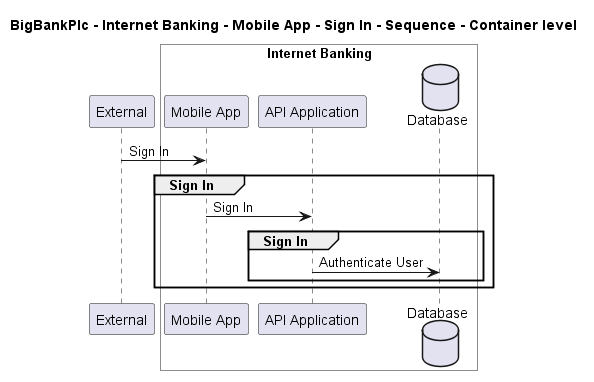 BigBankPlc - Internet Banking - Mobile App - Sign In - Sequence - Container level
Internet Banking
External
Mobile App
API Application
Database
Sign In
Sign In
Sign In
Sign In
Authenticate User
External
Mobile App
API Application
Database